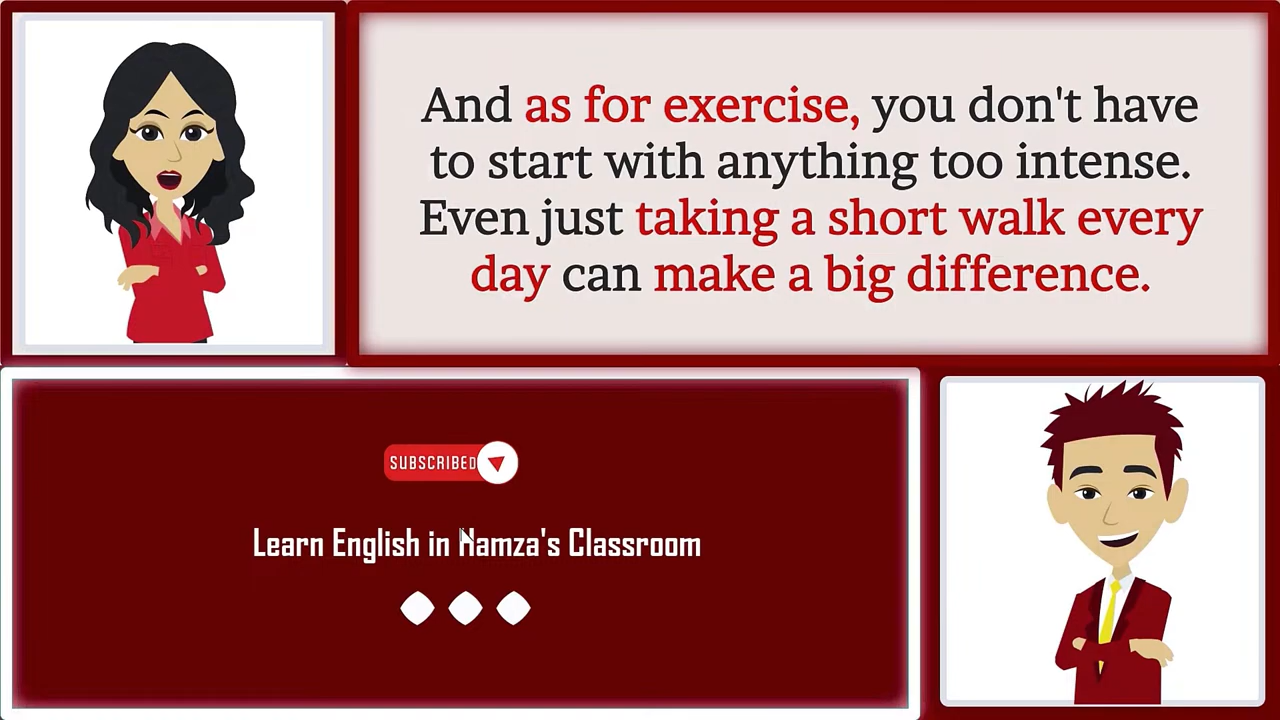 And as for exercise, you don't have
to start with anything too intense.
Even just taking a short walk every
day can make a big difference.
SUBSCRIBED
Learn English in Hamza's Classroom